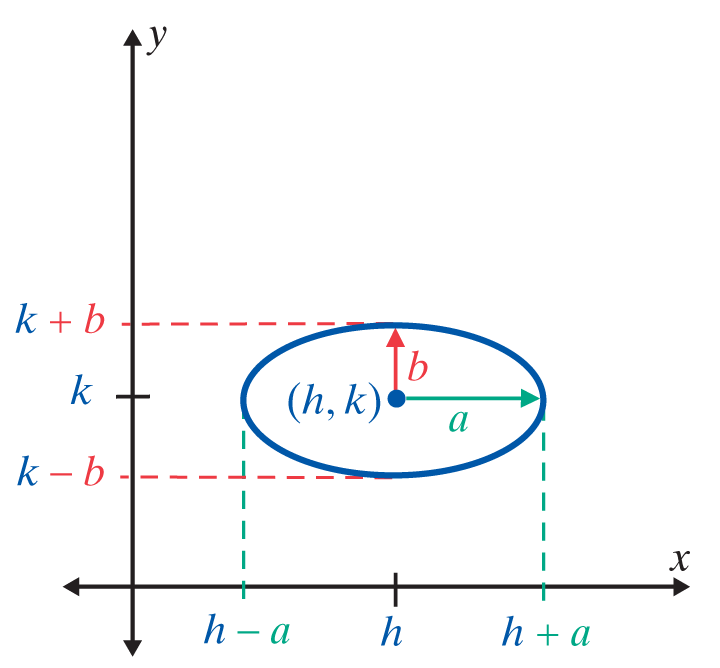 y
k + b
b
k
(h, k)
a
k − b
x
h − a
h
h + a